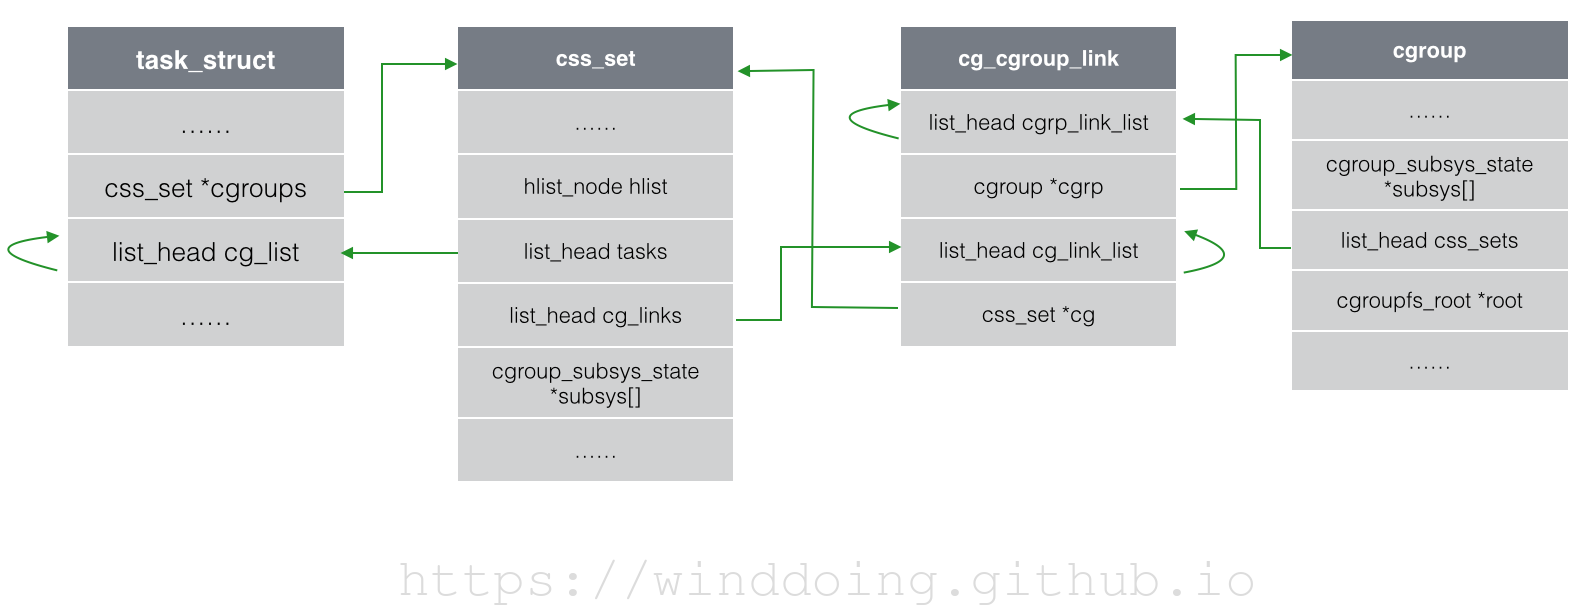 task_struct
......
css_set *cgroups
list_head cg_list
......
css_set
......
hlist_node hlist
list_head tasks
list_head cg_links
cgroup_subsys_state
*subsys[]
......
cg_cgroup_link
list_head cgrp_link_list
cgroup *cgrp
list_head cg_link_list
css_set *cg
cgroup
......
cgroup_subsys_state
*subsys[]
list_head css_sets
cgroupfs_root *root
......
https://winddoing.github.io